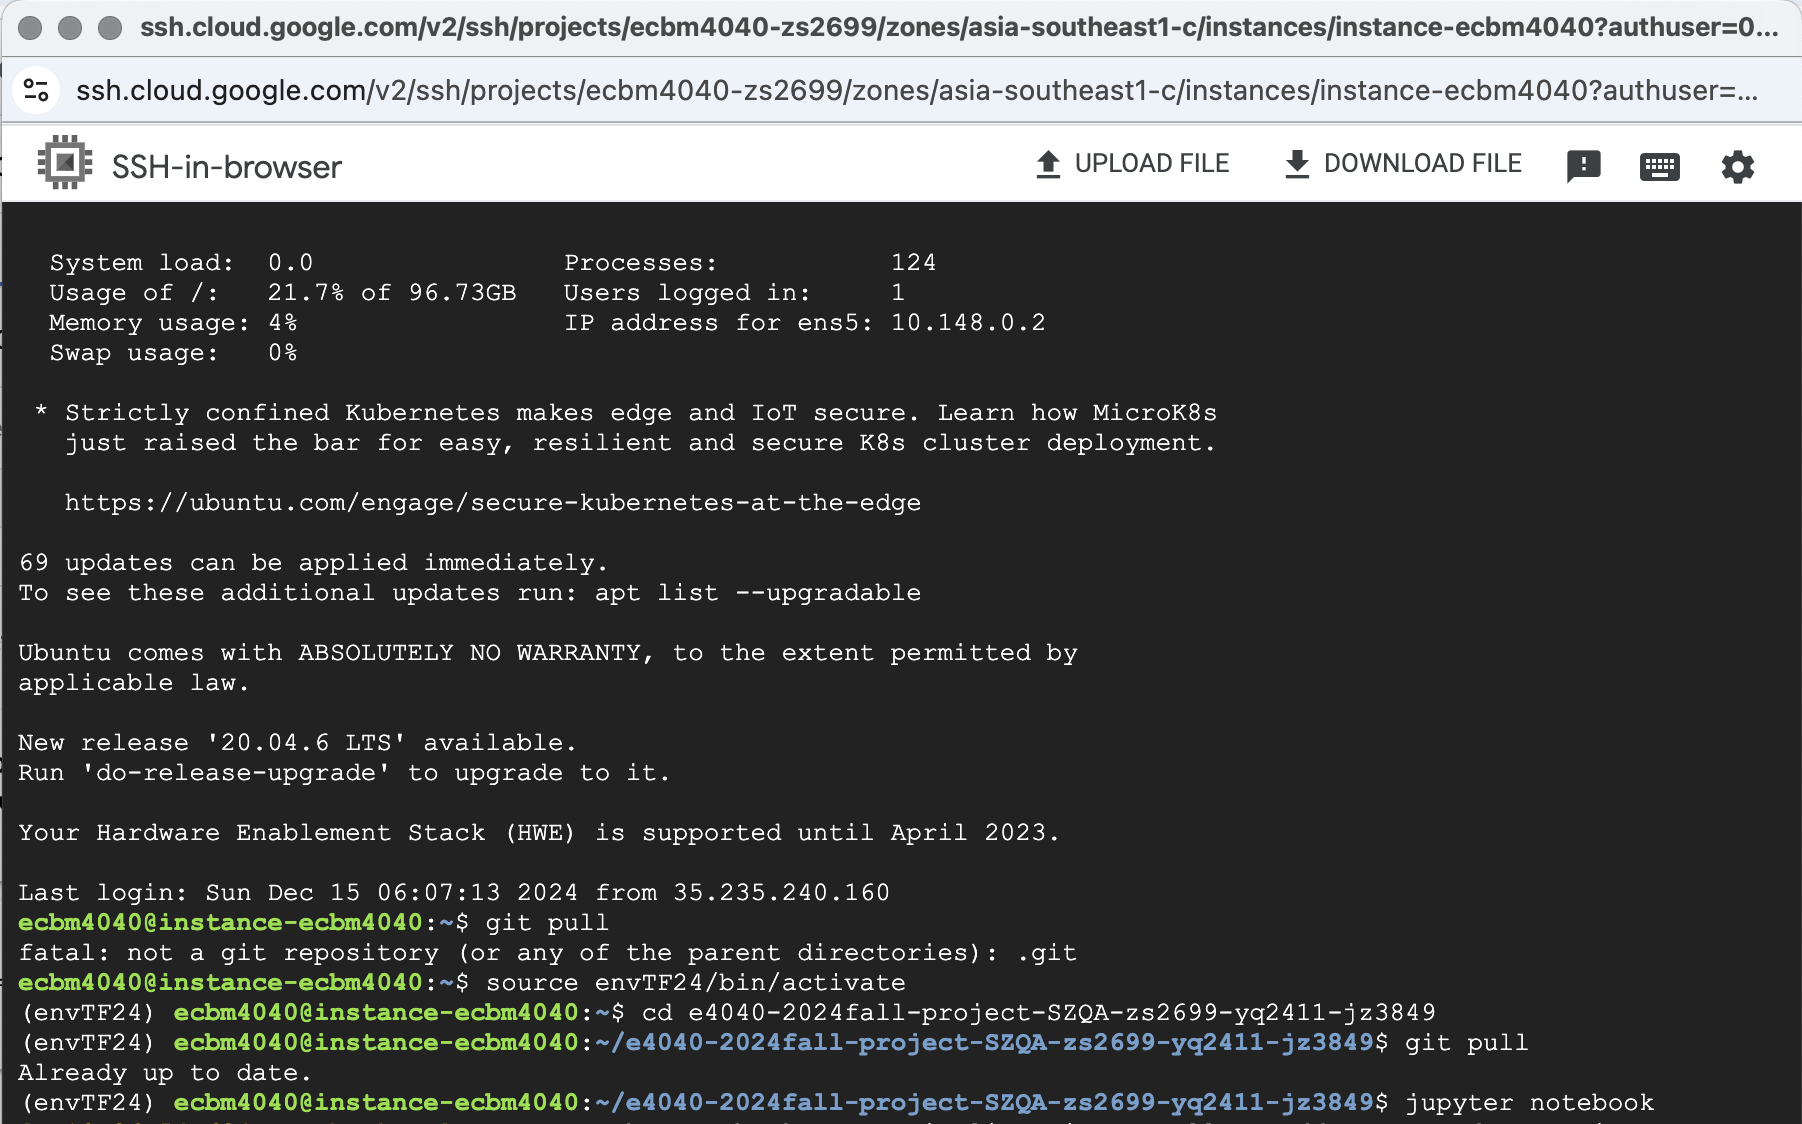 ssh.cloud.google.com/v2/ssh/projects/ecbm4040-zs2699/zones/asia-southeast1-c/instances/instance-ecbm4040?authuser=0...
ssh.cloud.google.com/v2/ssh/projects/ecbm4040-zs2699/zones/asia-southeast1-c/instances/instance-ecbm4040?authuser=...
SSH-in-browser UPLOAD FILE DOWNLOAD FILE
System load: 0.0 Processes: 124
Usage of /: 21.7% of 96.73GB Users logged in: 1
Memory usage: 4% IP address for ens5: 10.148.0.2
Swap usage: 0%
* Strictly confined Kubernetes makes edge and IoT secure. Learn how MicroK8s
just raised the bar for easy, resilient and secure K8s cluster deployment.
https://ubuntu.com/engage/secure-kubernetes-at-the-edge
69 updates can be applied immediately.
To see these additional updates run: apt list --upgradable
Ubuntu comes with ABSOLUTELY NO WARRANTY, to the extent permitted by
applicable law.
New release '20.04.6 LTS' available.
Run 'do-release-upgrade' to upgrade to it.
Your Hardware Enablement Stack (HWE) is supported until April 2023.
Last login: Sun Dec 15 06:07:13 2024 from 35.235.240.160
ecbm4040@instance-ecbm4040:~$ git pull
fatal: not a git repository (or any of the parent directories): .git
ecbm4040@instance-ecbm4040:~$ source envTF24/bin/activate
(envTF24) ecbm4040@instance-ecbm4040:~$ cd e4040-2024fall-project-SZQA-zs2699-yq2411-jz3849
(envTF24) ecbm4040@instance-ecbm4040:~/e4040-2024fall-project-SZQA-zs2699-yq2411-jz3849$ git pull
Already up to date.
(envTF24) ecbm4040@instance-ecbm4040:~/e4040-2024fall-project-SZQA-zs2699-yq2411-jz3849$ jupyter notebook